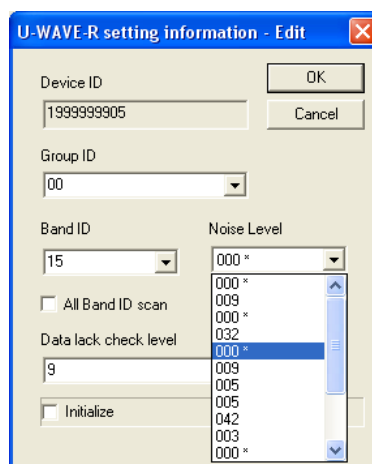 U-WAVE-R setting information - Edit
Device ID
OK
1999999905
Cancel
Group ID
00
Band ID
Noise Level
15
000 *
000 *
009
All Band ID scan
000 *
032
Data lack check level
000 *
9
009
005
005
Initialize
042
003
000 *